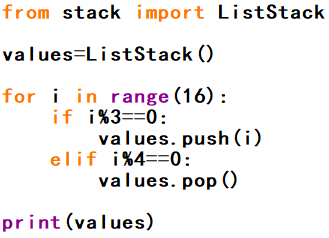 from stack import ListStack
values=ListStack()
for i in range(16):
    if i%3==0:
        values.push(i)
    elif i%4==0:
        values.pop()
print(values)